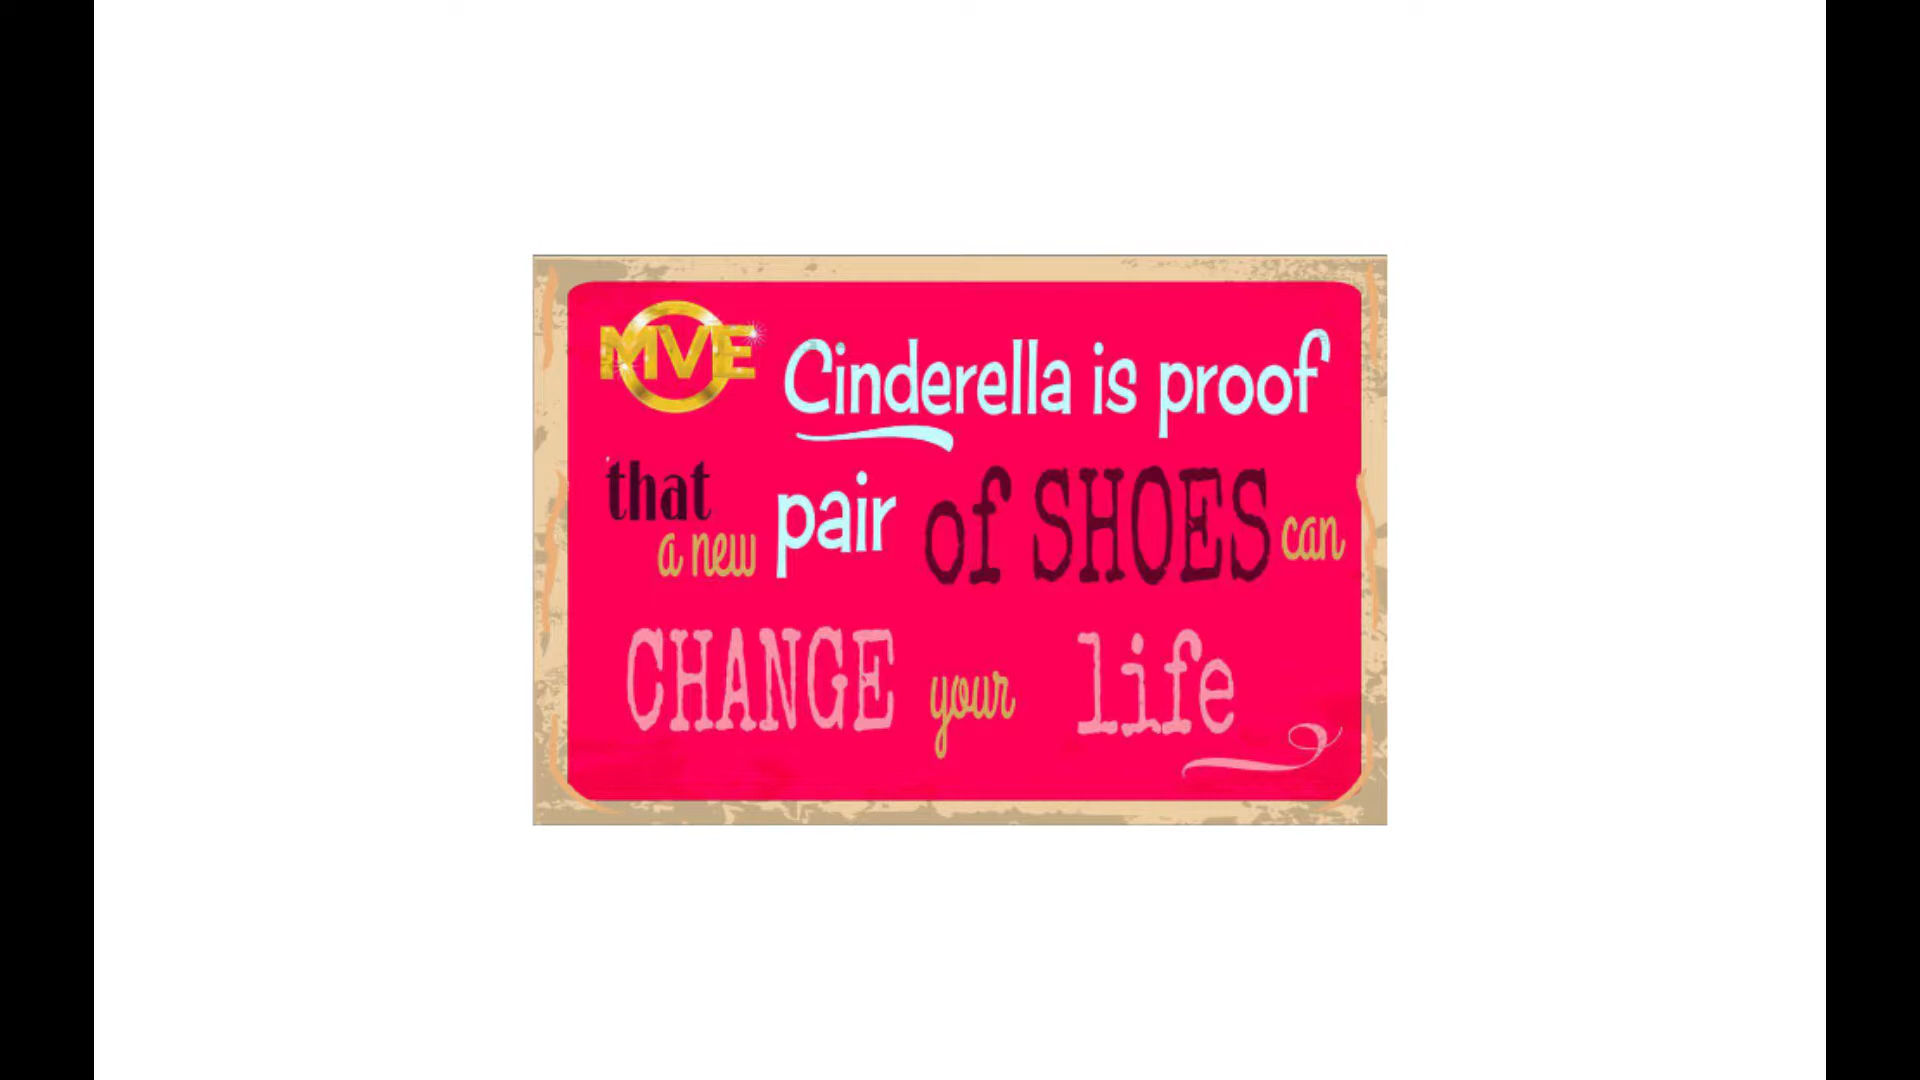 MVE
Cinderella is proof
that a new pair of SHOES can
CHANGE your life